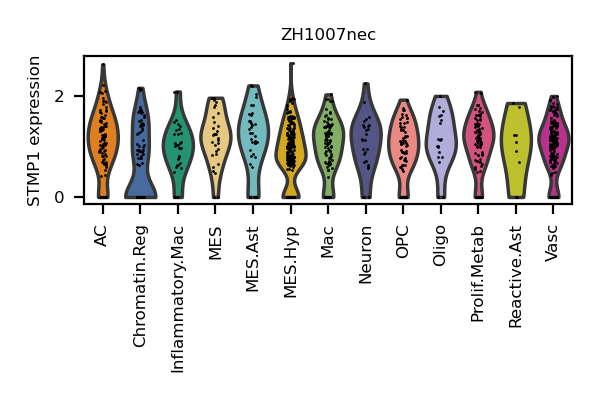 ZH1007nec
STMP1 expression
2
0
AC
Chromatin.Reg
Inflammatory.Mac
MES
MES.Ast
MES.Hyp
Mac
Neuron
OPC
Oligo
Prolif.Metab
Reactive.Ast
Vasc